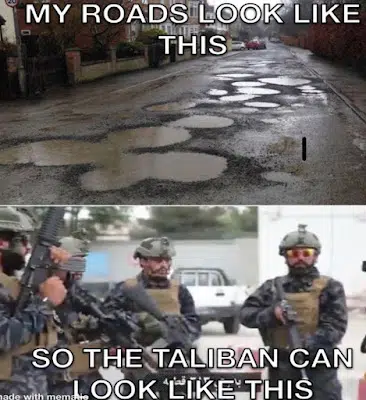 MY ROADS LOOK LIKE
THIS
SO THE TALIBAN CAN
LOOK LIKE THIS
made with mematic